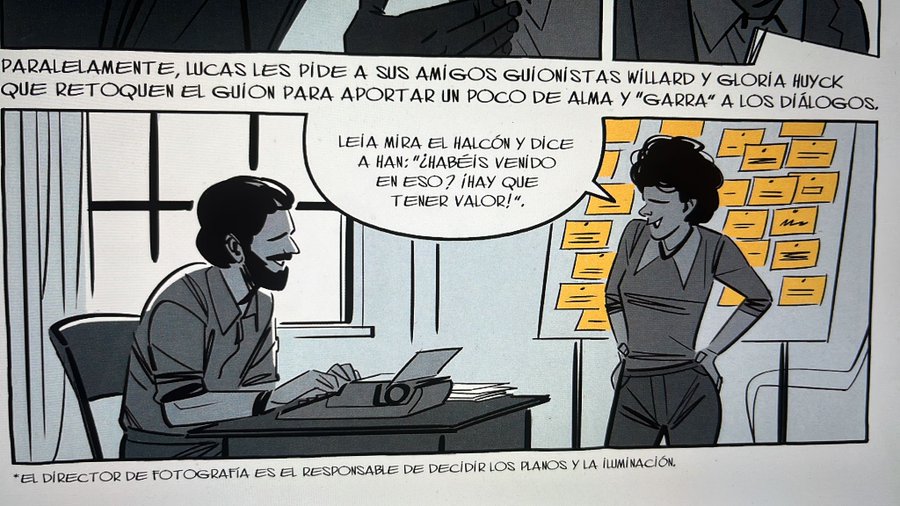 PARALELAMENTE, LUCAS LES PIDE A SUS AMIGOS GUIONISTAS WILLARD Y GLORIA HUYCK
QUE RETOQUEN EL GUION PARA APORTAR UN POCO DE ALMA Y "GARRA" A LOS DIÁLOGOS.
LEIA MIRA EL HALCÓN Y DICE
A HAN: "¿HABÉIS VENIDO
EN ESO? ¡HAY QUE
TENER VALOR!".
*EL DIRECTOR DE FOTOGRAFÍA ES EL RESPONSABLE DE DECIDIR LOS PLANOS Y LA ILUMINACIÓN.